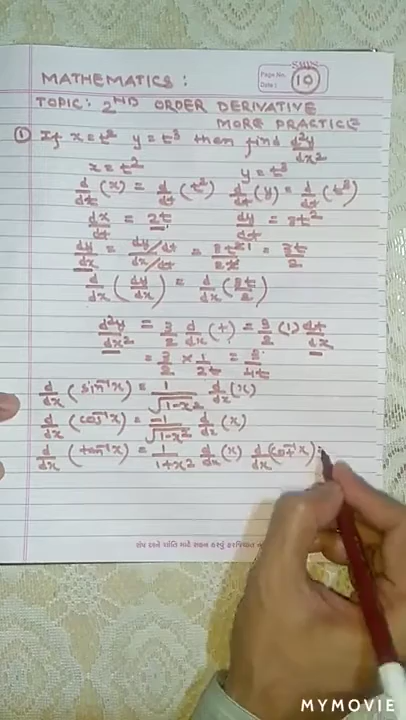 SHIPS
Page No. 10
Date :
MATHEMATICS :
TOPIC: 2ND ORDER DERIVATIVE
MORE PRACTICE
① If x=t² y=t³ then find d²y/dx²
x=t² y=t³
d/dt (x) = d/dt (t²) d/dt (y) = d/dt (t³)
dx/dt = 2t dy/dt = 3t²
dy/dx = dy/dt / dx/dt = 3t²⁻¹/2t = 3t/2
d/dx (dy/dx) = d/dx (3t/2)
d²y/dx² = 3/2 d/dx (t) = 3/2 (1) dt/dx
= 3/2 × 1/2t = 3/4t
d/dx (sin⁻¹x) = 1/√1-x² d/dx (x)
d/dx (cos⁻¹x) = -1/√1-x² d/dx (x)
d/dx (tan⁻¹x) = 1/1+x² d/dx (x) d/dx (cot⁻¹x) =
MYMOVIE